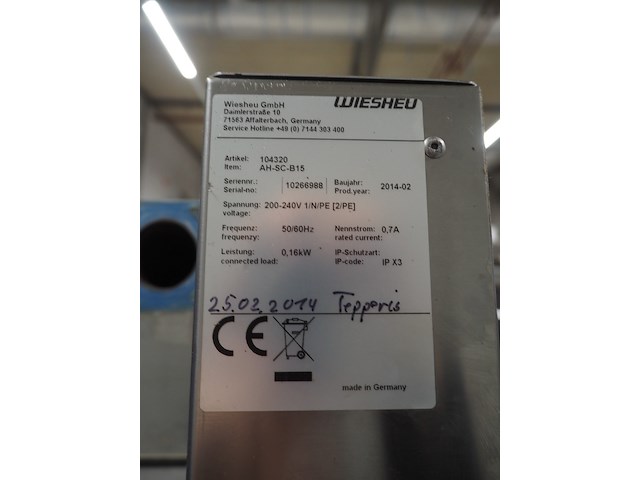 Wiesheu GmbH
WIESHEU
Daimlerstraße 10
71563 Affalterbach, Germany
Service Hotline +49 (0) 7144 303 400
Artikel: 104320
Item: AH-SC-B15
Seriennr.: Baujahr:
Serial-no: 10266988 Prod.year: 2014-02
Spannung: 200-240V 1/N/PE [2/PE]
voltage:
Frequenz: 50/60Hz Nennstrom: 0,7A
frequenzy: rated current:
Leistung: 0,16kW IP-Schutzart:
connected load: IP-code: IP X3
25.02.2014 Tepperis
CE
made in Germany